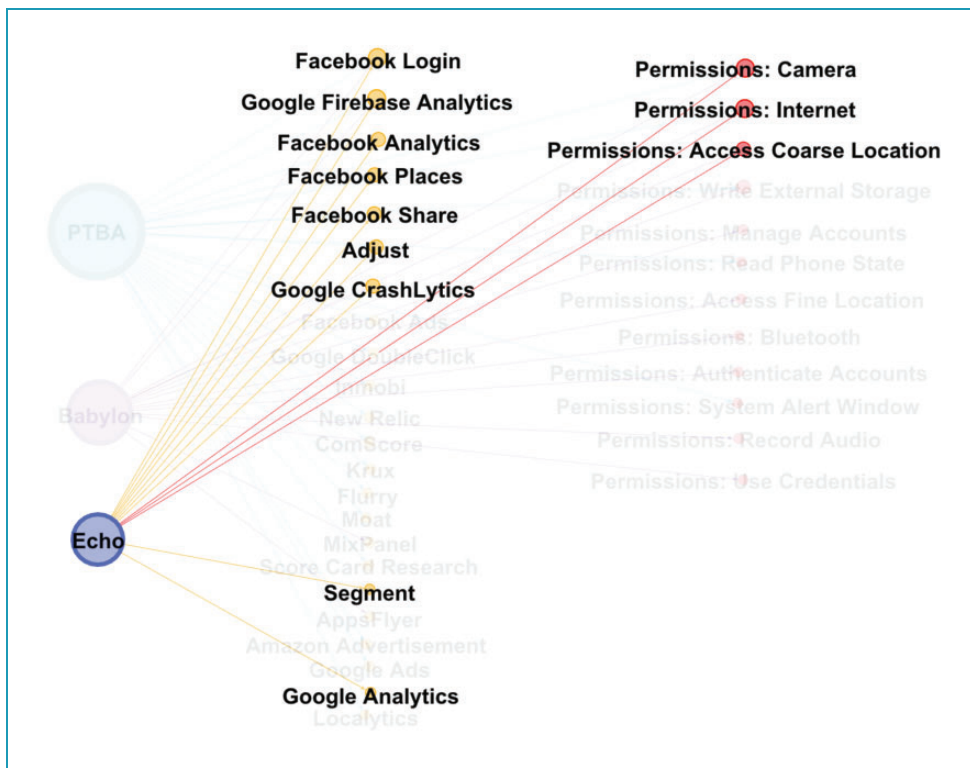 Facebook Login
Google Firebase Analytics
Facebook Analytics
Facebook Places
Facebook Share
Adjust
Google CrashLytics
Facebook Ads
Google DoubleClick
Inmobi
New Relic
ComScore
Krux
Flurry
Moat
MixPanel
Score Card Research
Segment
AppsFlyer
Amazon Advertisement
Google Ads
Google Analytics
Localytics
PTBA
Babylon
Echo
Permissions: Camera
Permissions: Internet
Permissions: Access Coarse Location
Permissions: Write External Storage
Permissions: Manage Accounts
Permissions: Read Phone State
Permissions: Access Fine Location
Permissions: Bluetooth
Permissions: Authenticate Accounts
Permissions: System Alert Window
Permissions: Record Audio
Permissions: Use Credentials